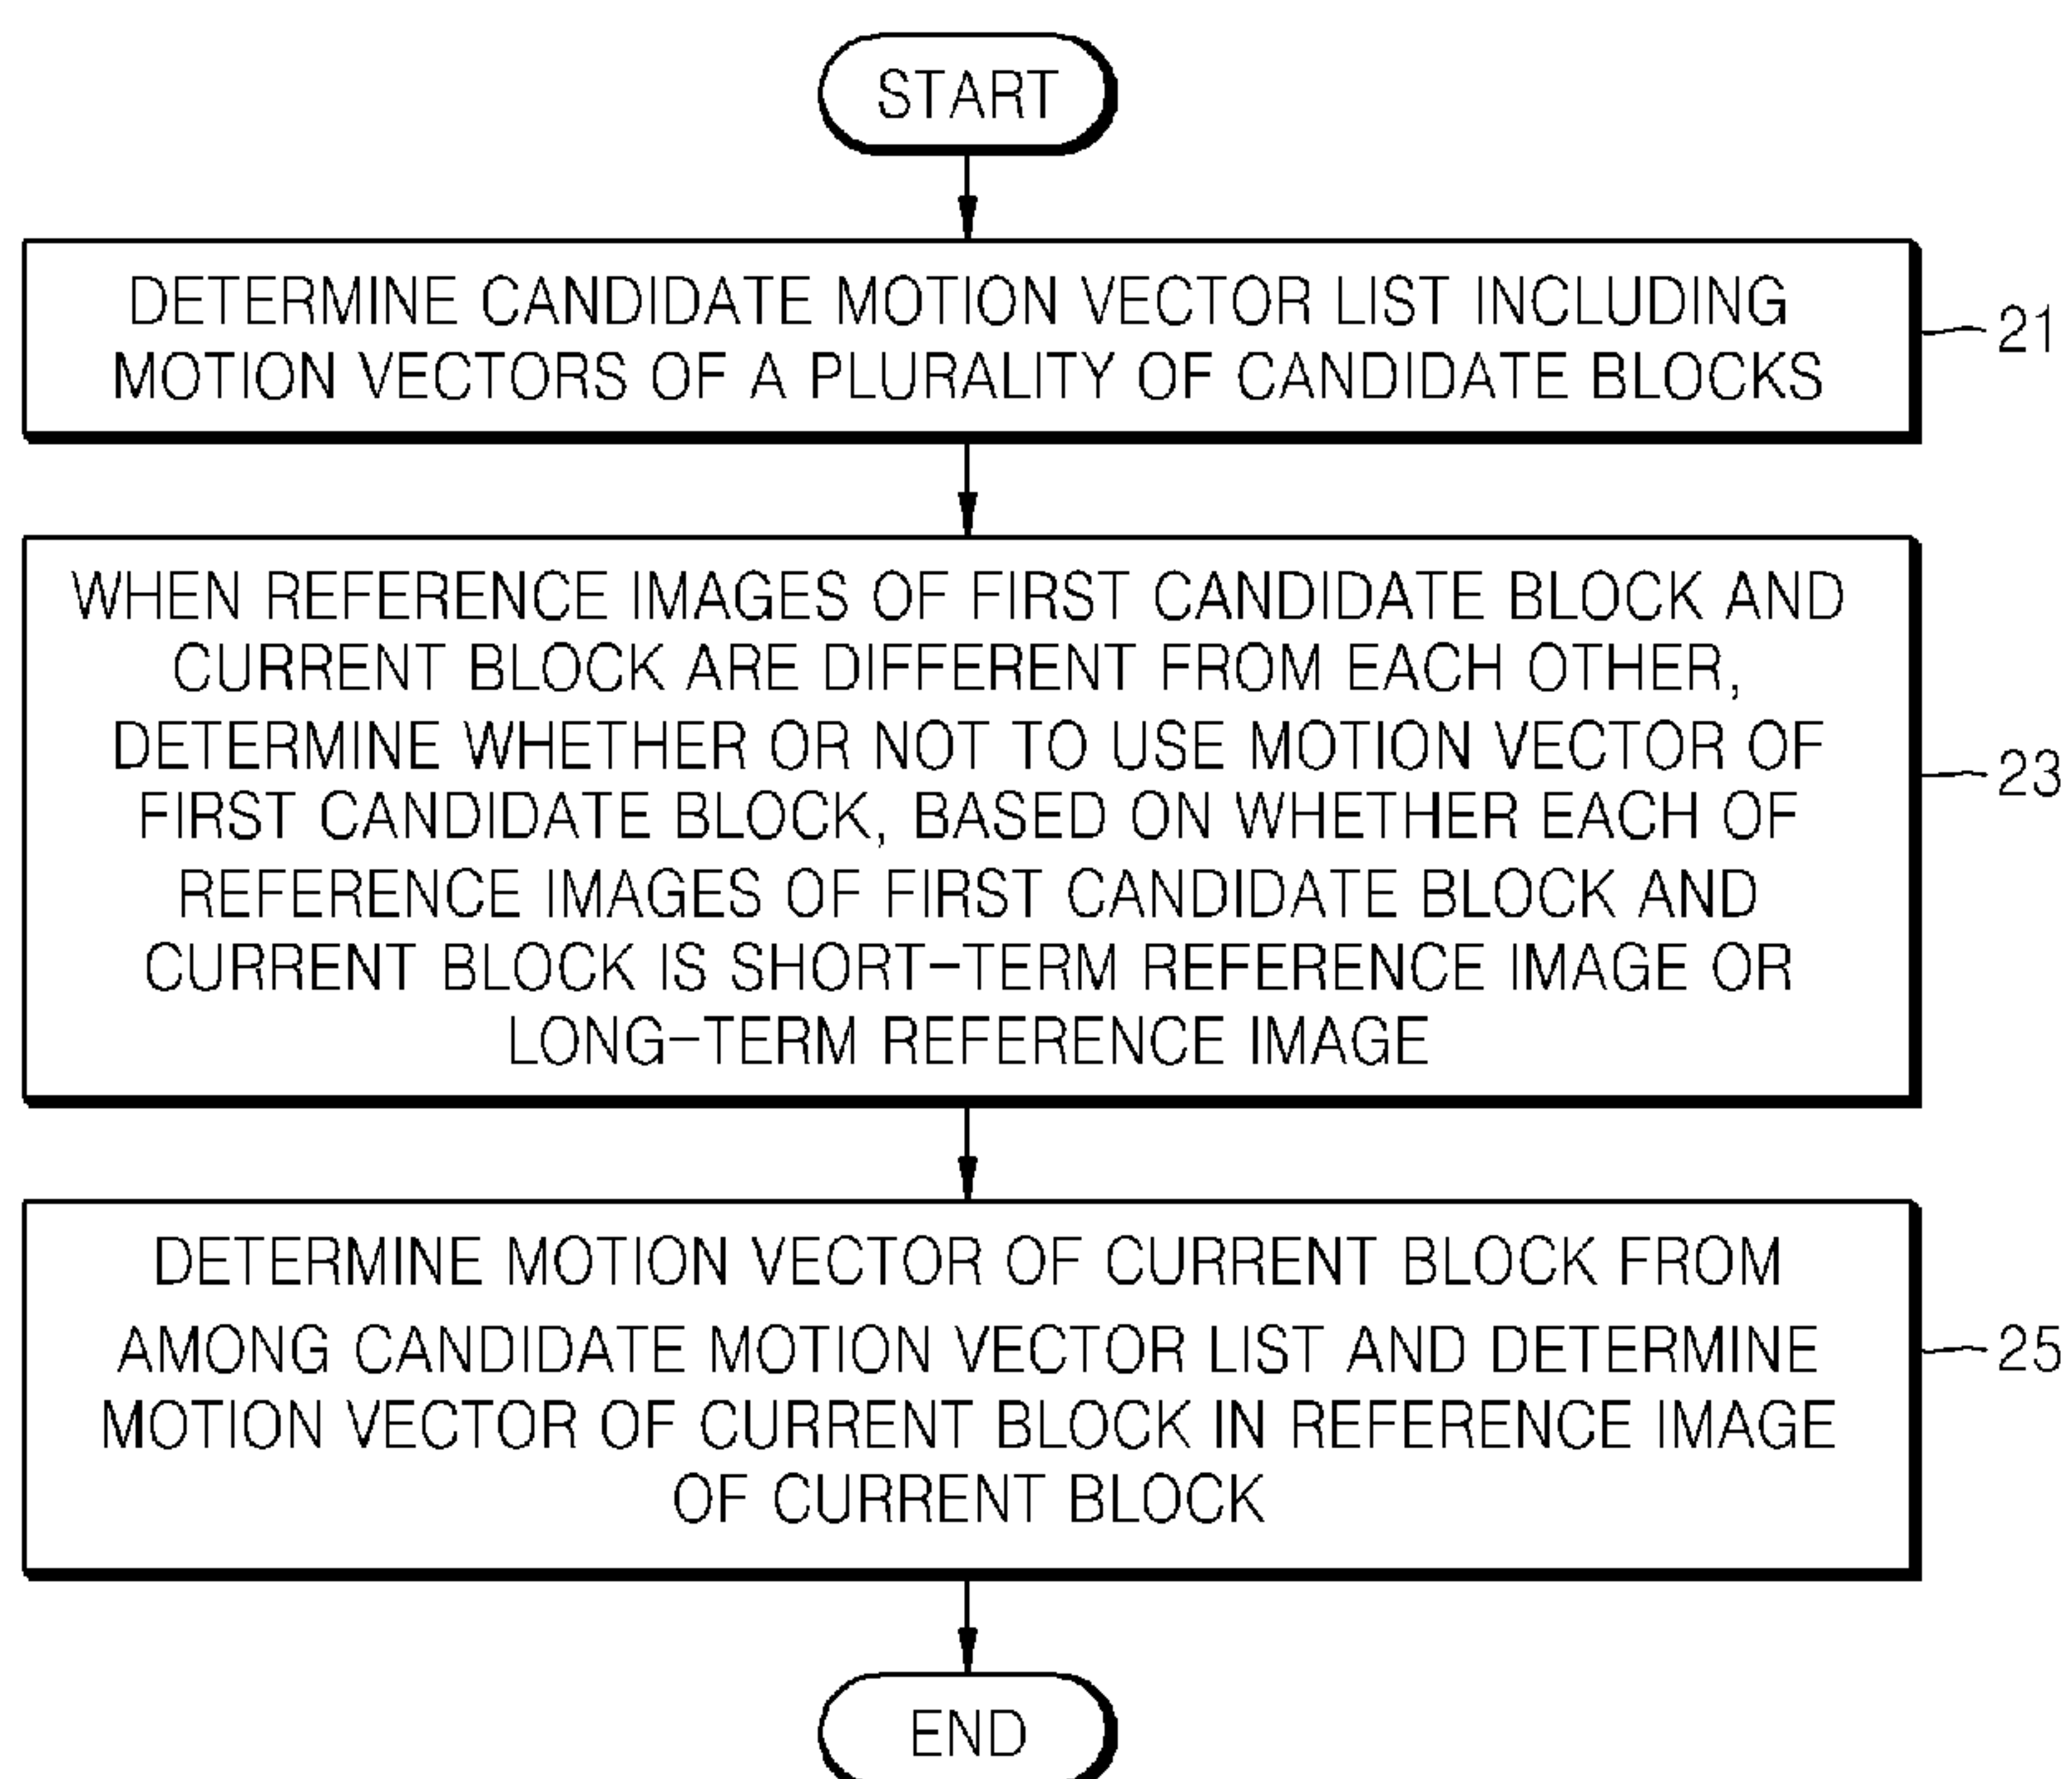 START
DETERMINE CANDIDATE MOTION VECTOR LIST INCLUDING
MOTION VECTORS OF A PLURALITY OF CANDIDATE BLOCKS
21
WHEN REFERENCE IMAGES OF FIRST CANDIDATE BLOCK AND
CURRENT BLOCK ARE DIFFERENT FROM EACH OTHER,
DETERMINE WHETHER OR NOT TO USE MOTION VECTOR OF
FIRST CANDIDATE BLOCK, BASED ON WHETHER EACH OF
REFERENCE IMAGES OF FIRST CANDIDATE BLOCK AND
CURRENT BLOCK IS SHORT-TERM REFERENCE IMAGE OR
LONG-TERM REFERENCE IMAGE
23
DETERMINE MOTION VECTOR OF CURRENT BLOCK FROM
AMONG CANDIDATE MOTION VECTOR LIST AND DETERMINE
MOTION VECTOR OF CURRENT BLOCK IN REFERENCE IMAGE
OF CURRENT BLOCK
25
END